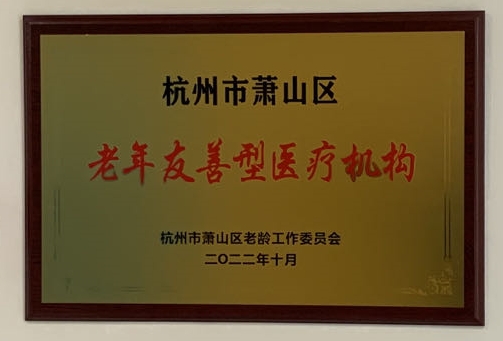 杭州市萧山区
老年友善型医疗机构
杭州市萧山区老龄工作委员会
二〇二二年十月